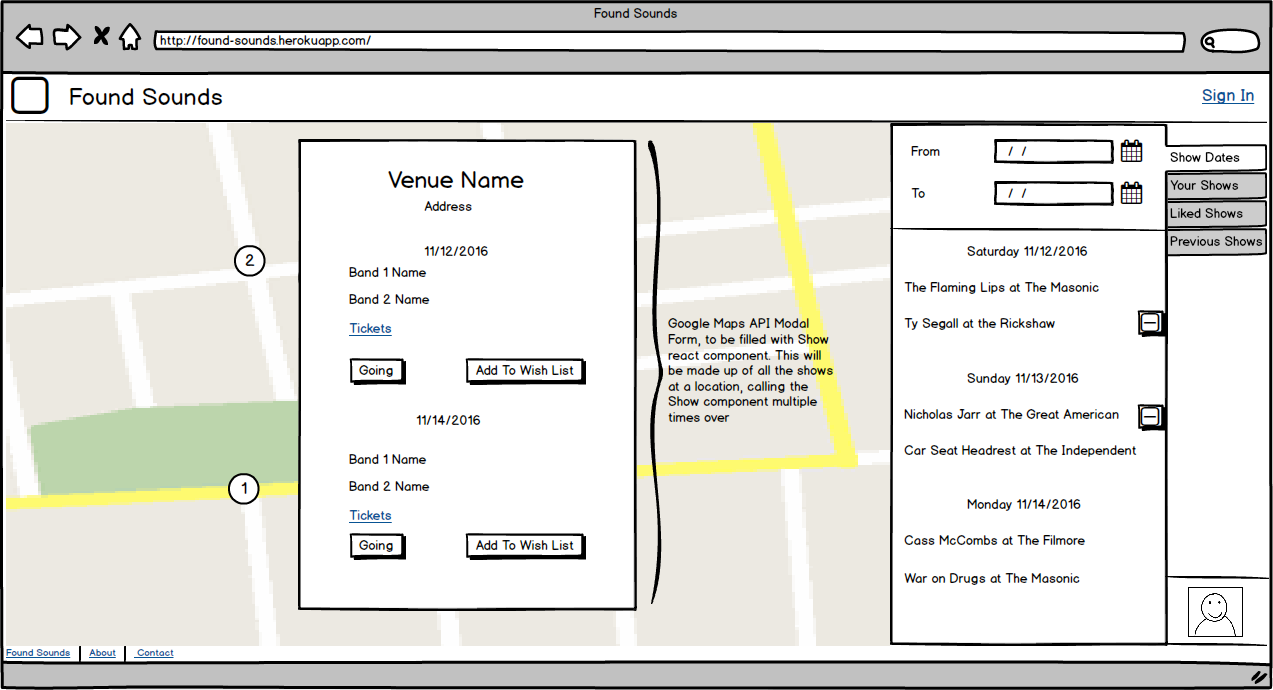 Found Sounds
http://found-sounds.herokuapp.com/
Found Sounds
Sign In
Venue Name
Address
11/12/2016
Band 1 Name
Band 2 Name
Tickets
Going
Add To Wish List
11/14/2016
Band 1 Name
Band 2 Name
Tickets
Going
Add To Wish List
2
1
Google Maps API Modal
Form, to be filled with Show
react component. This will
be made up of all the shows
at a location, calling the
Show component multiple
times over
From
/ /
To
/ /
Saturday 11/12/2016
The Flaming Lips at The Masonic
Ty Segall at the Rickshaw
Sunday 11/13/2016
Nicholas Jarr at The Great American
Car Seat Headrest at The Independent
Monday 11/14/2016
Cass McCombs at The Filmore
War on Drugs at The Masonic
Show Dates
Your Shows
Liked Shows
Previous Shows
Found Sounds
About
Contact